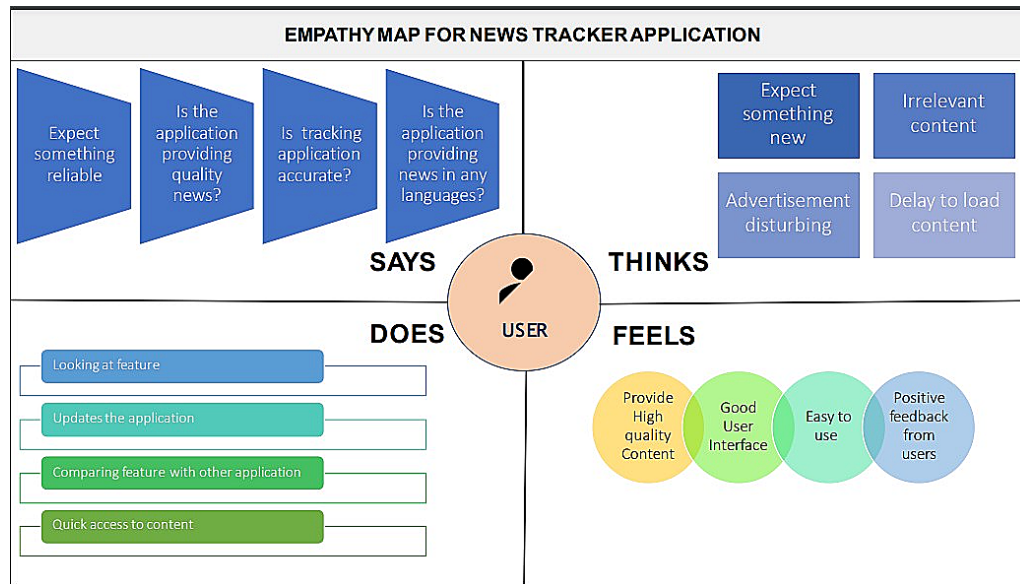 EMPATHY MAP FOR NEWS TRACKER APPLICATION
Expect
something
reliable
Is the
application
providing
quality
news?
Is tracking
application
accurate?
Is the
application
providing
news in any
languages?
SAYS
Expect
something
new
Irrelevant
content
Advertisement
disturbing
Delay to load
content
THINKS
USER
DOES
Looking at feature
Updates the application
Comparing feature with other application
Quick access to content
FEELS
Provide
High
quality
Content
Good
User
Interface
Easy to
use
Positive
feedback
from
users